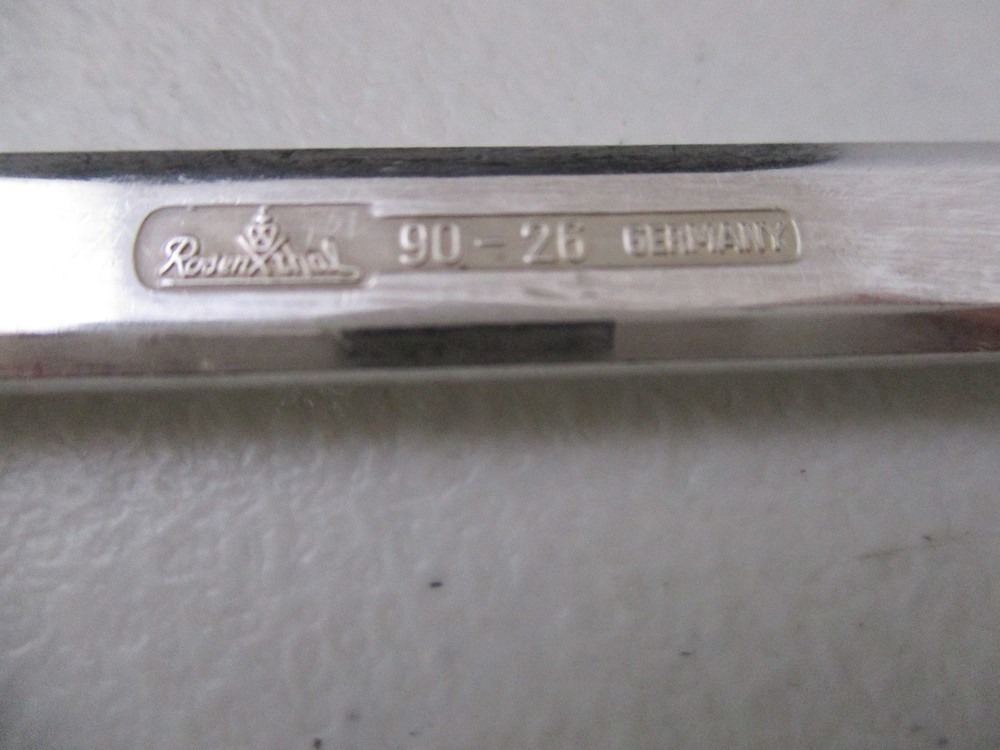 Rosenthal 90 - 26 GERMANY